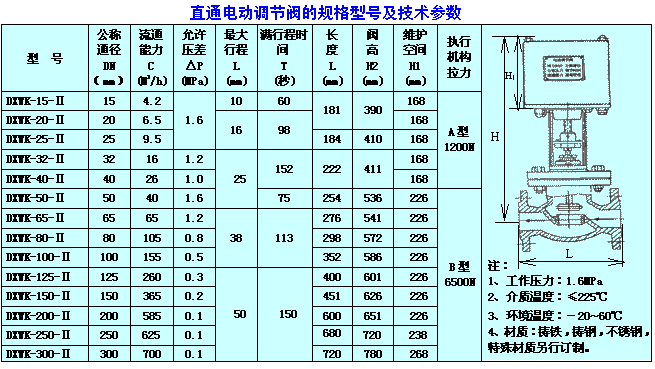 直通电动调节阀的规格型号及技术参数
型 号 公称通径 DN (mm) 流通能力 C (M³/h) 允许压差 △P (MPa) 最大行程 L (mm) 满行程时间 T (秒) 长度 L (mm) 阀高 H2 (mm) 维护空间 H1 (mm) 执行机构拉力
DXWK-15-Ⅱ 15 4.2 1.6 10 60 181 390 168 A型 1200N
DXWK-20-Ⅱ 20 6.5 16 98 168
DXWK-25-Ⅱ 25 9.5 184 410 168
DXWK-32-Ⅱ 32 16 1.2 25 152 222 411 168
DXWK-40-Ⅱ 40 26 1.0 168
DXWK-50-Ⅱ 50 40 1.6 75 254 536 226 B型 6500N
DXWK-65-Ⅱ 65 65 1.2 38 113 276 541 226
DXWK-80-Ⅱ 80 105 0.8 298 572 226
DXWK-100-Ⅱ 100 155 0.5 352 586 226
DXWK-125-Ⅱ 125 260 0.3 50 150 400 601 226
DXWK-150-Ⅱ 150 365 0.2 451 626 226
DXWK-200-Ⅱ 200 585 0.1 600 651 226
DXWK-250-Ⅱ 250 625 0.1 680 720 238
DXWK-300-Ⅱ 300 700 0.1 720 780 268
H₁
H
L
注：
1、工作压力：1.6MPa
2、介质温度：≤225℃
3、环境温度：－20~60℃
4、材质：铸铁，铸钢，不锈钢，
特殊材质另行订制。